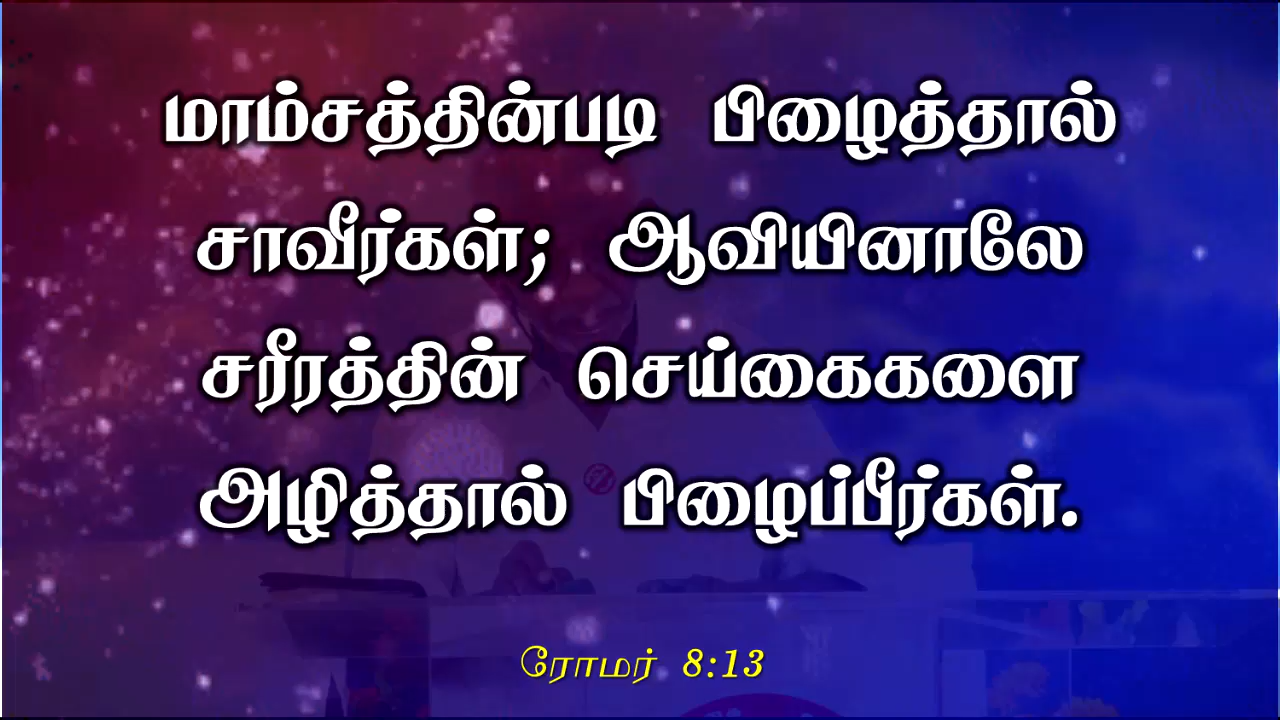 மாம்சத்தின்படி பிழைத்தால்
சாவீர்கள்; ஆவியினாலே
சரீரத்தின் செய்கைகளை
அழித்தால் பிழைப்பீர்கள்.
ரோமர் 8:13